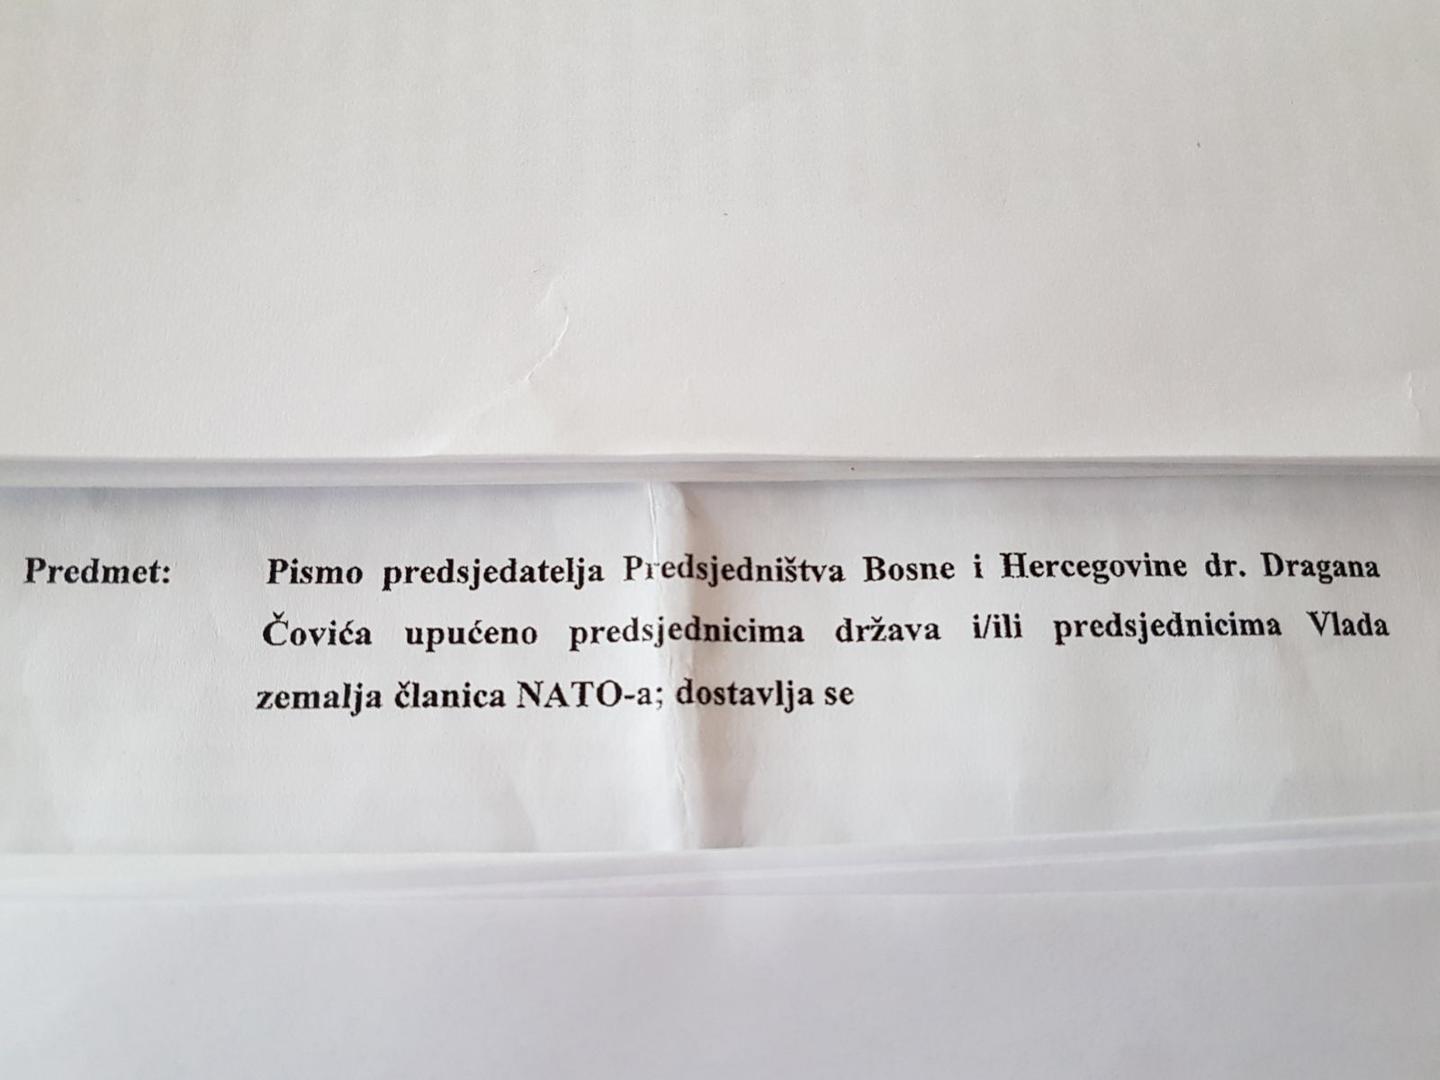 Predmet: Pismo predsjedatelja Predsjedništva Bosne i Hercegovine dr. Dragana
Čovića upućeno predsjednicima država i/ili predsjednicima Vlada
zemalja članica NATO-a; dostavlja se